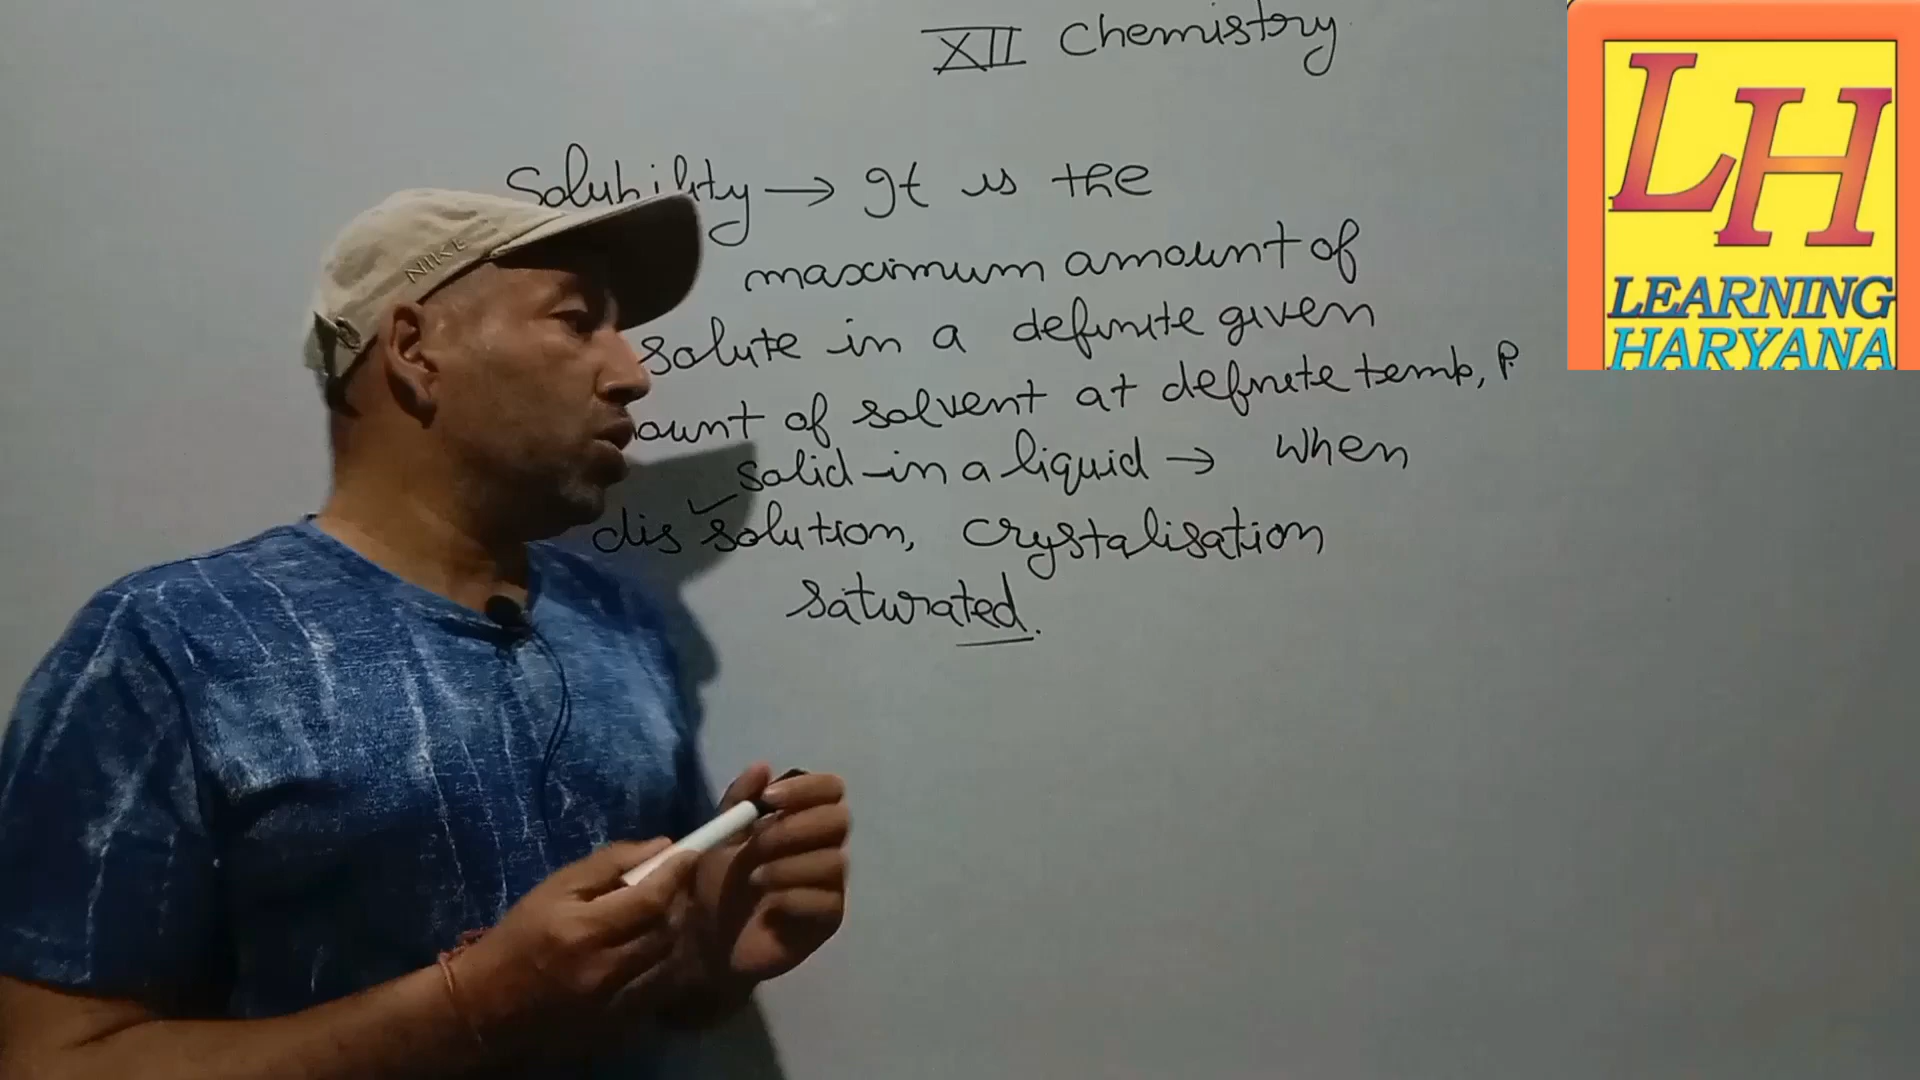 XII Chemistry
Solubility → It is the
maximum amount of
solute in a definite given
ount of solvent at definite temp, P.
solid in a liquid → When
dis solution, crystalisation
saturated.
NIKE
LH
LEARNING
HARYANA